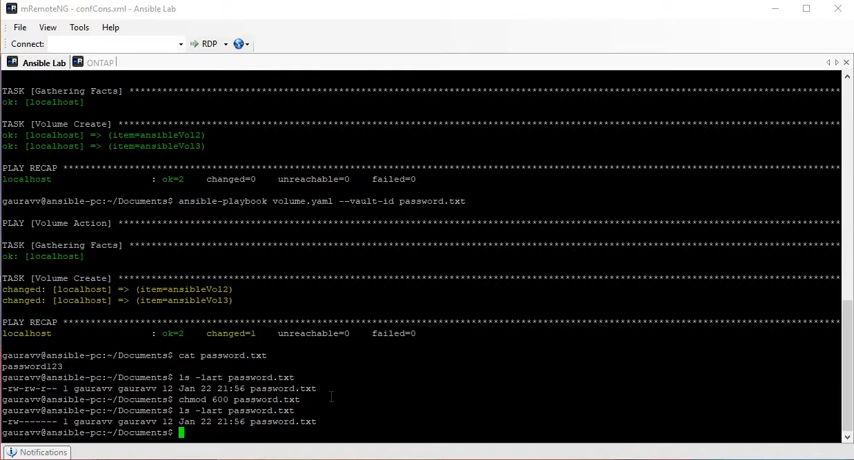 mRemoteNG - confCons.xml - Ansible Lab
File View Tools Help
Connect: RDP
Ansible Lab ONTAP
TASK [Gathering Facts] ****************************************************************************************************
ok: [localhost]
TASK [Volume Create] ****************************************************************************************************
ok: [localhost] => (item=ansibleVol2)
ok: [localhost] => (item=ansibleVol3)
PLAY RECAP ****************************************************************************************************
localhost : ok=2 changed=0 unreachable=0 failed=0
gauravv@ansible-pc:~/Documents$ ansible-playbook volume.yaml --vault-id password.txt
PLAY [Volume Action] ****************************************************************************************************
TASK [Gathering Facts] ****************************************************************************************************
ok: [localhost]
TASK [Volume Create] ****************************************************************************************************
changed: [localhost] => (item=ansibleVol2)
changed: [localhost] => (item=ansibleVol3)
PLAY RECAP ****************************************************************************************************
localhost : ok=2 changed=1 unreachable=0 failed=0
gauravv@ansible-pc:~/Documents$ cat password.txt
password123
gauravv@ansible-pc:~/Documents$ ls -lart password.txt
-rw-rw-r-- 1 gauravv gauravv 12 Jan 22 21:56 password.txt
gauravv@ansible-pc:~/Documents$ chmod 600 password.txt
gauravv@ansible-pc:~/Documents$ ls -lart password.txt
-rw------- 1 gauravv gauravv 12 Jan 22 21:56 password.txt
gauravv@ansible-pc:~/Documents$
Notifications